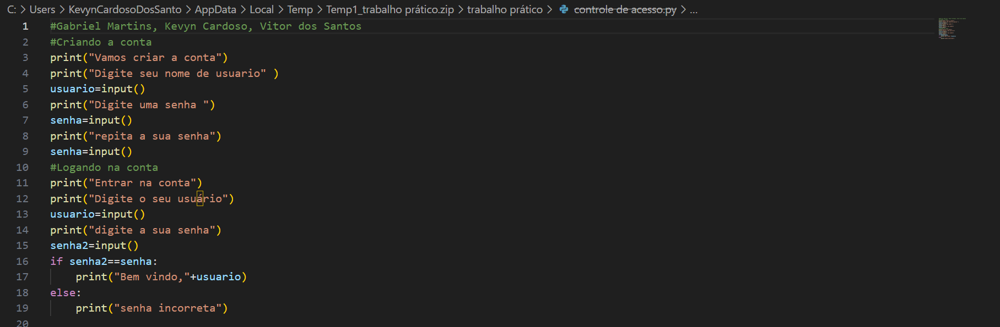 C: > Users > KevynCardosoDosSanto > AppData > Local > Temp > Temp1_trabalho prático.zip > trabalho prático > controle de acesso.py > ...
1 #Gabriel Martins, Kevyn Cardoso, Vitor dos Santos
2 #Criando a conta
3 print("Vamos criar a conta")
4 print("Digite seu nome de usuario" )
5 usuario=input()
6 print("Digite uma senha ")
7 senha=input()
8 print("repita a sua senha")
9 senha=input()
10 #Logando na conta
11 print("Entrar na conta")
12 print("Digite o seu usuário")
13 usuario=input()
14 print("digite a sua senha")
15 senha2=input()
16 if senha2==senha:
17     print("Bem vindo,"+usuario)
18 else:
19     print("senha incorreta")
20